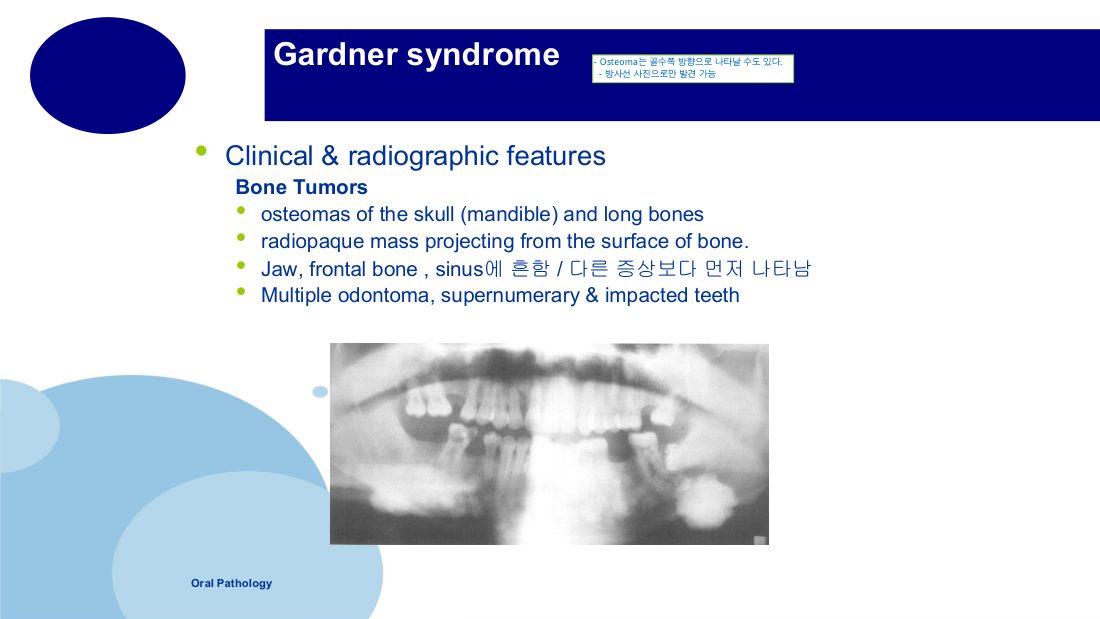 Gardner syndrome
- Osteoma는 골수쪽 방향으로 나타날 수도 있다.
- 방사선 사진으로만 발견 가능
• Clinical & radiographic features
Bone Tumors
• osteomas of the skull (mandible) and long bones
• radiopaque mass projecting from the surface of bone.
• Jaw, frontal bone , sinus에 흔함 / 다른 증상보다 먼저 나타남
• Multiple odontoma, supernumerary & impacted teeth
Oral Pathology